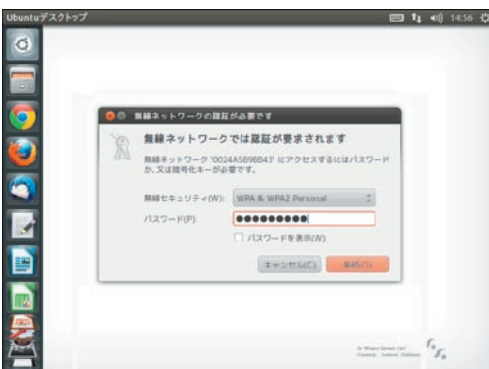 Ubuntuデスクトップ
14:56
無線ネットワークの認証が必要です
無線ネットワークでは認証が要求されます
無線ネットワーク '0024A5B9BB43' にアクセスするにはパスワード
か、又は暗号化キーが必要です。
無線セキュリティ(W):
WPA & WPA2 Personal
パスワード(P):
パスワードを表示(W)
キャンセル(C)
接続(O)